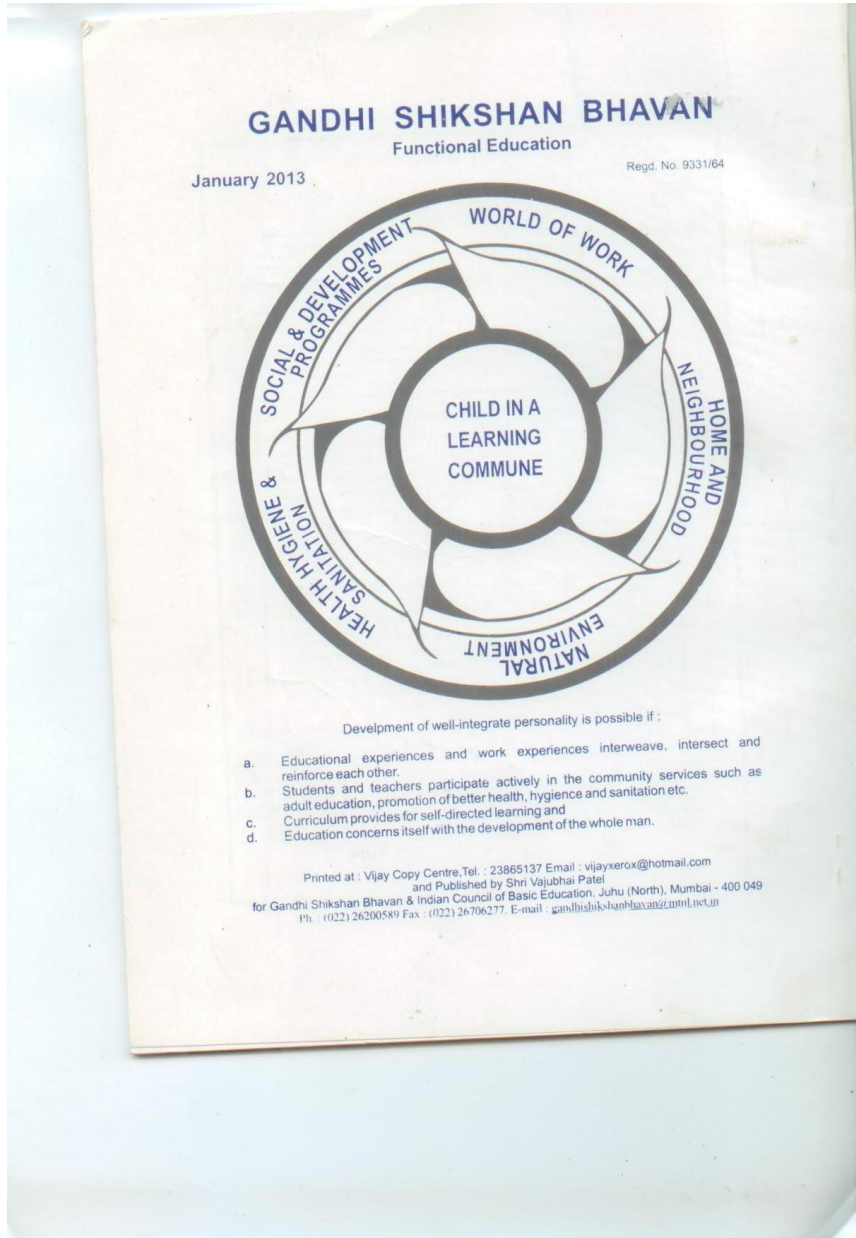 GANDHI SHIKSHAN BHAVAN
Functional Education
January 2013
Regd. No. 9331/64
SOCIAL & DEVELOPMENT
PROGRAMMES
WORLD OF WORK
HOME AND
NEIGHBOURHOOD
NATURAL
ENVIRONMENT
HEALTH HYGIENE &
SANITATION
CHILD IN A
LEARNING
COMMUNE
Develpment of well-integrate personality is possible if :
a. Educational experiences and work experiences interweave, intersect and
reinforce each other.
b. Students and teachers participate actively in the community services such as
adult education, promotion of better health, hygience and sanitation etc.
c. Curriculum provides for self-directed learning and
d. Education concerns itself with the development of the whole man.
Printed at : Vijay Copy Centre,Tel. : 23865137 Email : vijayxerox@hotmail.com
and Published by Shri Vajubhai Patel
for Gandhi Shikshan Bhavan & Indian Council of Basic Education, Juhu (North), Mumbai - 400 049
Ph. : (022) 26200589 Fax : (022) 26706277. E-mail : gandhishikshanbhavan@mtnl.net.in